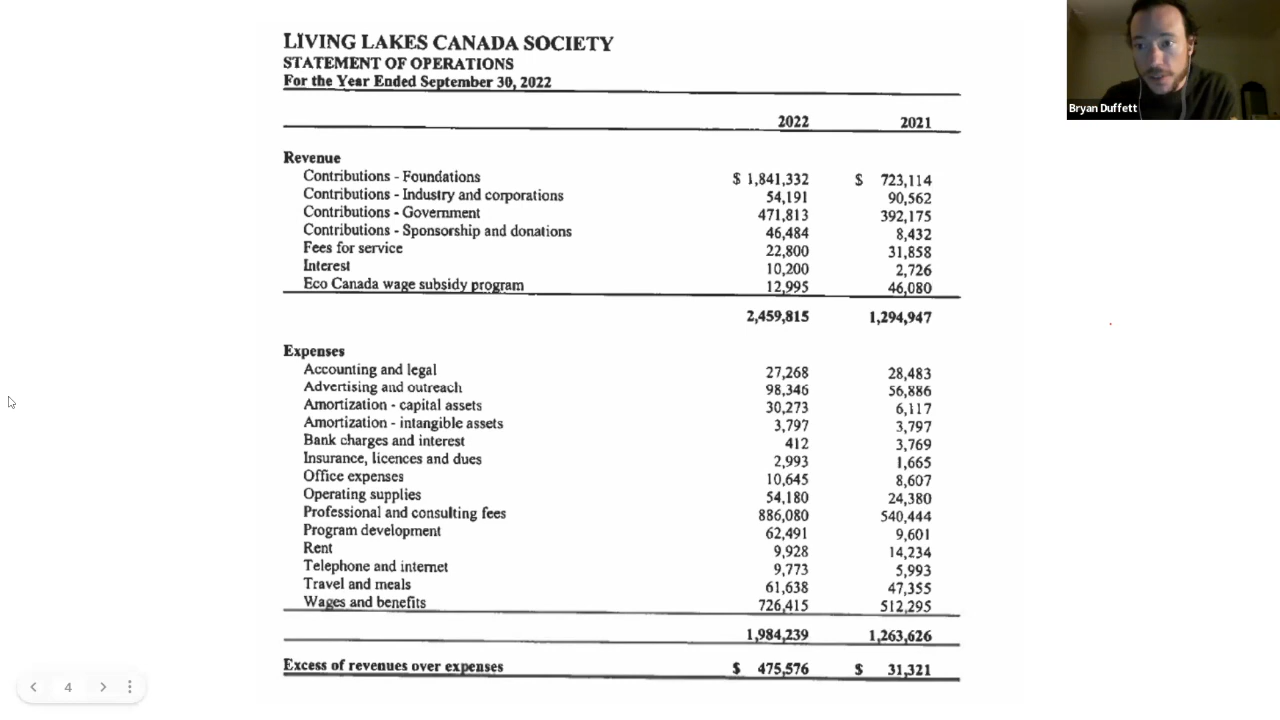 LIVING LAKES CANADA SOCIETY
STATEMENT OF OPERATIONS
For the Year Ended September 30, 2022
2022 2021
Revenue
Contributions - Foundations $ 1,841,332 $ 723,114
Contributions - Industry and corporations 54,191 90,562
Contributions - Government 471,813 392,175
Contributions - Sponsorship and donations 46,484 8,432
Fees for service 22,800 31,858
Interest 10,200 2,726
Eco Canada wage subsidy program 12,995 46,080
2,459,815 1,294,947
Expenses
Accounting and legal 27,268 28,483
Advertising and outreach 98,346 56,886
Amortization - capital assets 30,273 6,117
Amortization - intangible assets 3,797 3,797
Bank charges and interest 412 3,769
Insurance, licences and dues 2,993 1,665
Office expenses 10,645 8,607
Operating supplies 54,180 24,380
Professional and consulting fees 886,080 540,444
Program development 62,491 9,601
Rent 9,928 14,234
Telephone and internet 9,773 5,993
Travel and meals 61,638 47,355
Wages and benefits 726,415 512,295
1,984,239 1,263,626
Excess of revenues over expenses $ 475,576 $ 31,321
Bryan Duffett
4